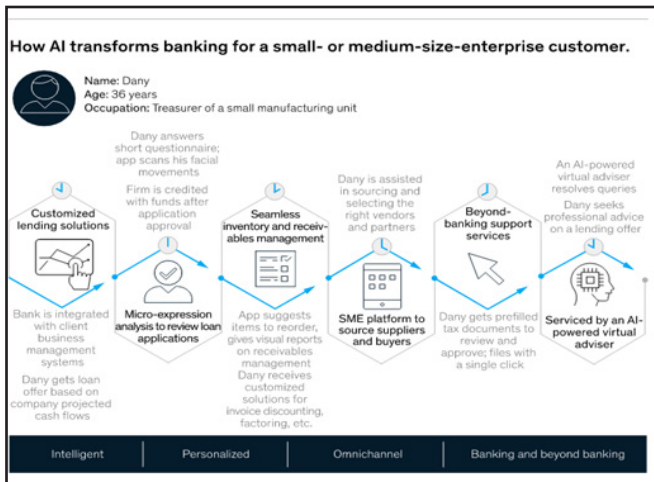 How AI transforms banking for a small- or medium-size-enterprise customer.
Name: Dany
Age: 36 years
Occupation: Treasurer of a small manufacturing unit
Customized
lending solutions
Bank is integrated
with client
business
management
systems
Dany gets loan
offer based on
company projected
cash flows
Dany answers
short questionnaire;
app scans his facial
movements
Firm is credited
with funds after
application
approval
Micro-expression
analysis to review loan
applications
Seamless
inventory and receiv-
ables management
App suggests
items to reorder,
gives visual reports
on receivables
management
Dany receives
customized
solutions for
invoice discounting,
factoring, etc.
Dany is assisted
in sourcing and
selecting the
right vendors
and partners
SME platform to
source suppliers
and buyers
Beyond-
banking support
services
Dany gets prefilled
tax documents to
review and
approve; files with
a single click
An AI-powered
virtual adviser
resolves queries
Dany seeks
professional advice
on a lending offer
Serviced by an AI-
powered virtual
adviser
Intelligent
Personalized
Omnichannel
Banking and beyond banking